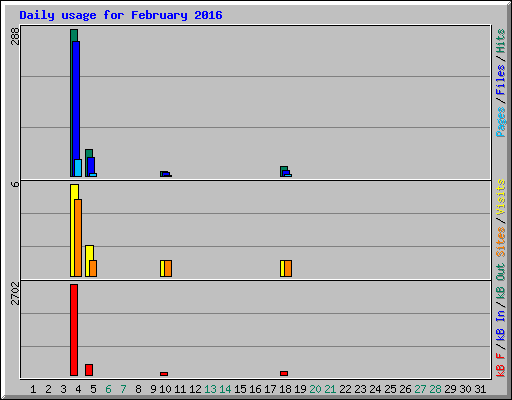 Daily usage for February 2016
288
6
2702
Pages / Files / Hits
Sites / Visits
kB F / kB In / kB Out
1 2 3 4 5 6 7 8 9 10 11 12 13 14 15 16 17 18 19 20 21 22 23 24 25 26 27 28 29 30 31